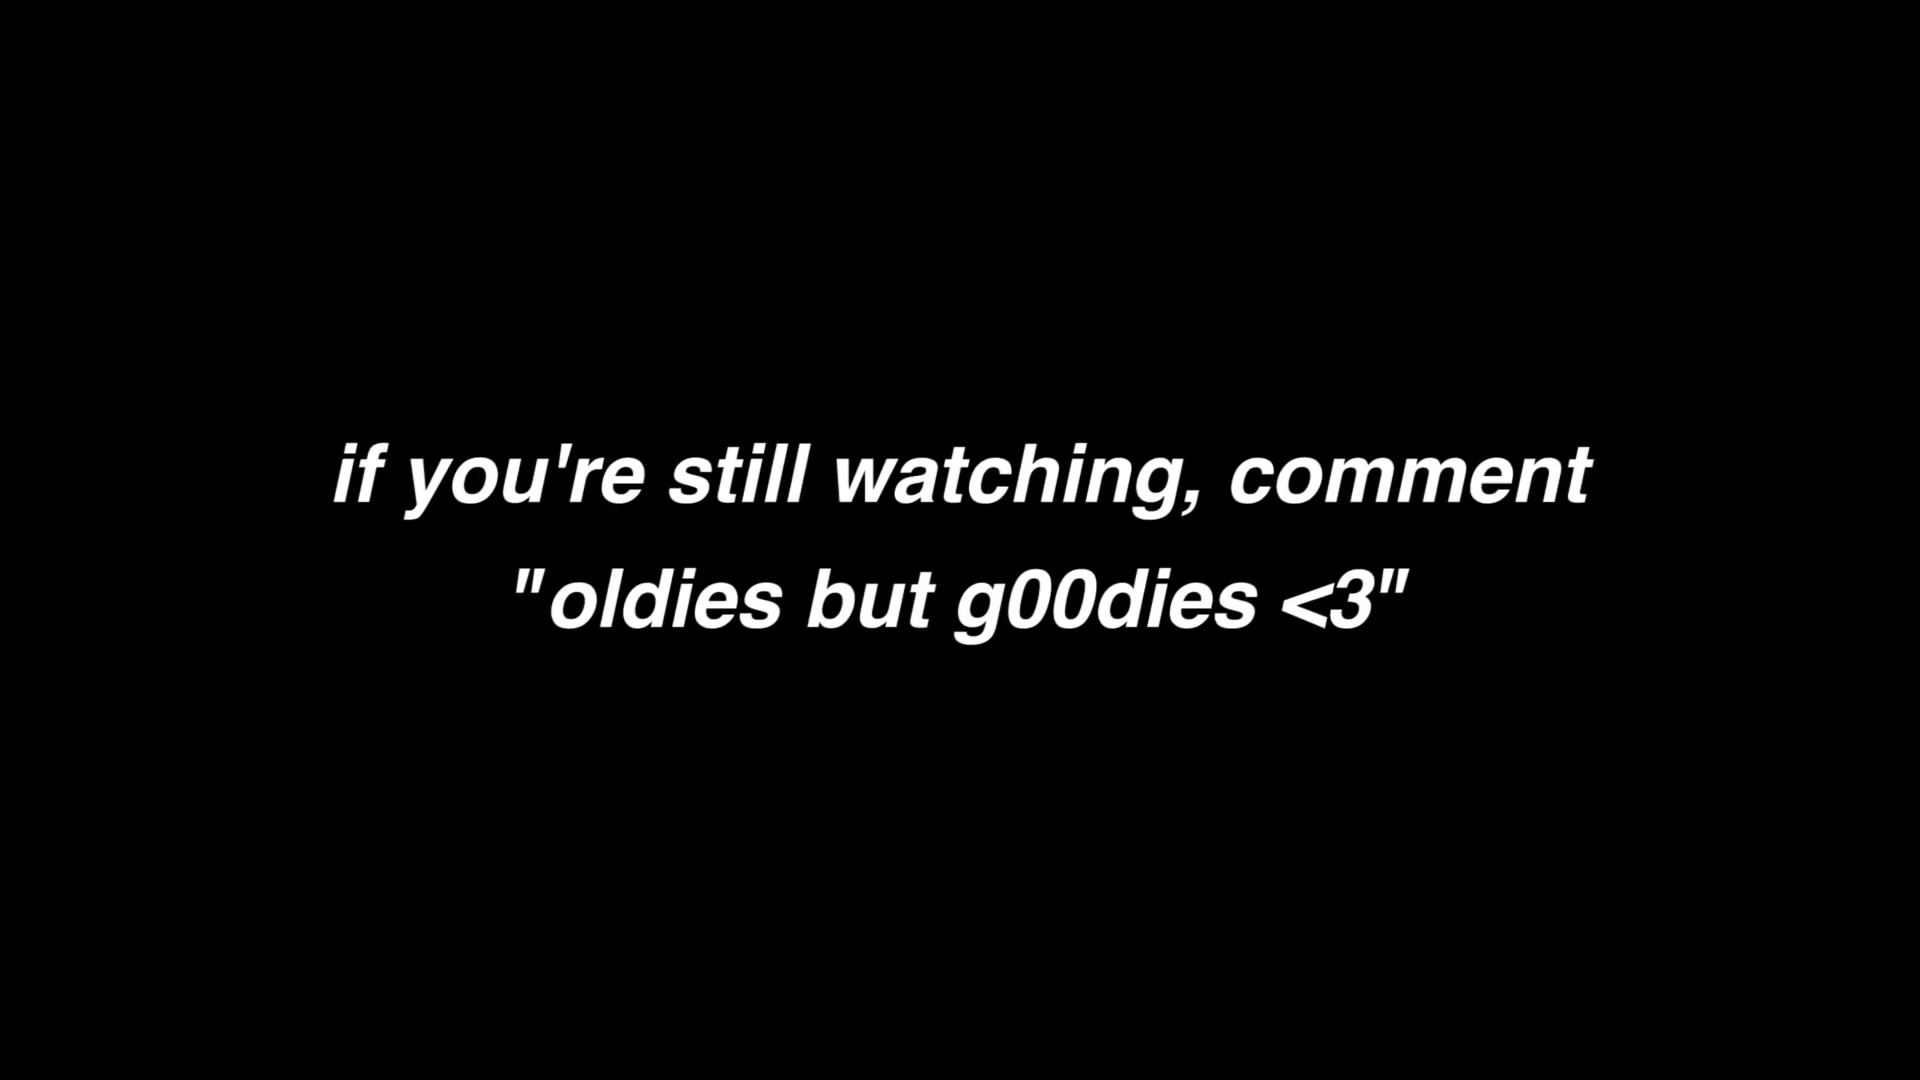 if you're still watching, comment
"oldies but g00dies <3"